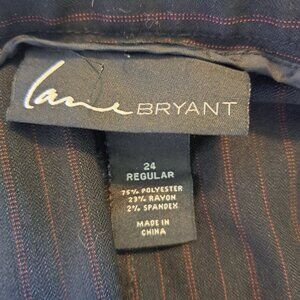 lane BRYANT
24
REGULAR
75% POLYESTER
23% RAYON
2% SPANDEX
MADE IN
CHINA